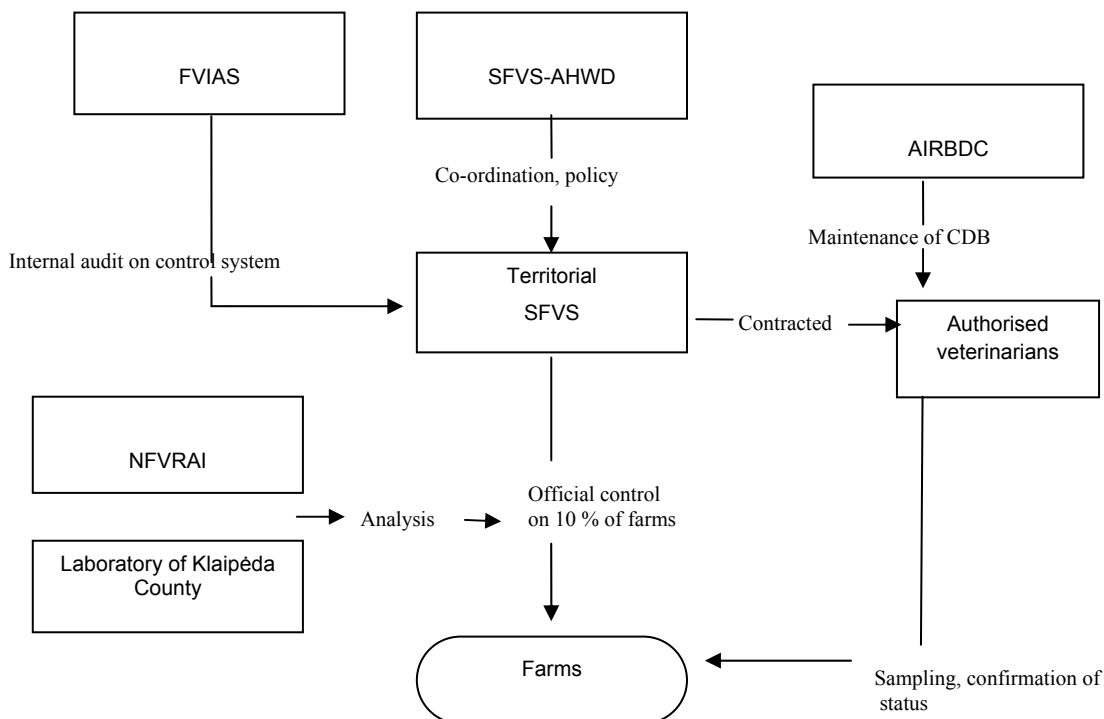 FVIAS
SFVS-AHWD
AIRBDC
Co-ordination, policy
Maintenance of CDB
Internal audit on control system
Territorial
SFVS
Contracted
Authorised
veterinarians
NFVRAI
Analysis
Official control
on 10 % of farms
Laboratory of Klaipėda
County
Farms
Sampling, confirmation of
status